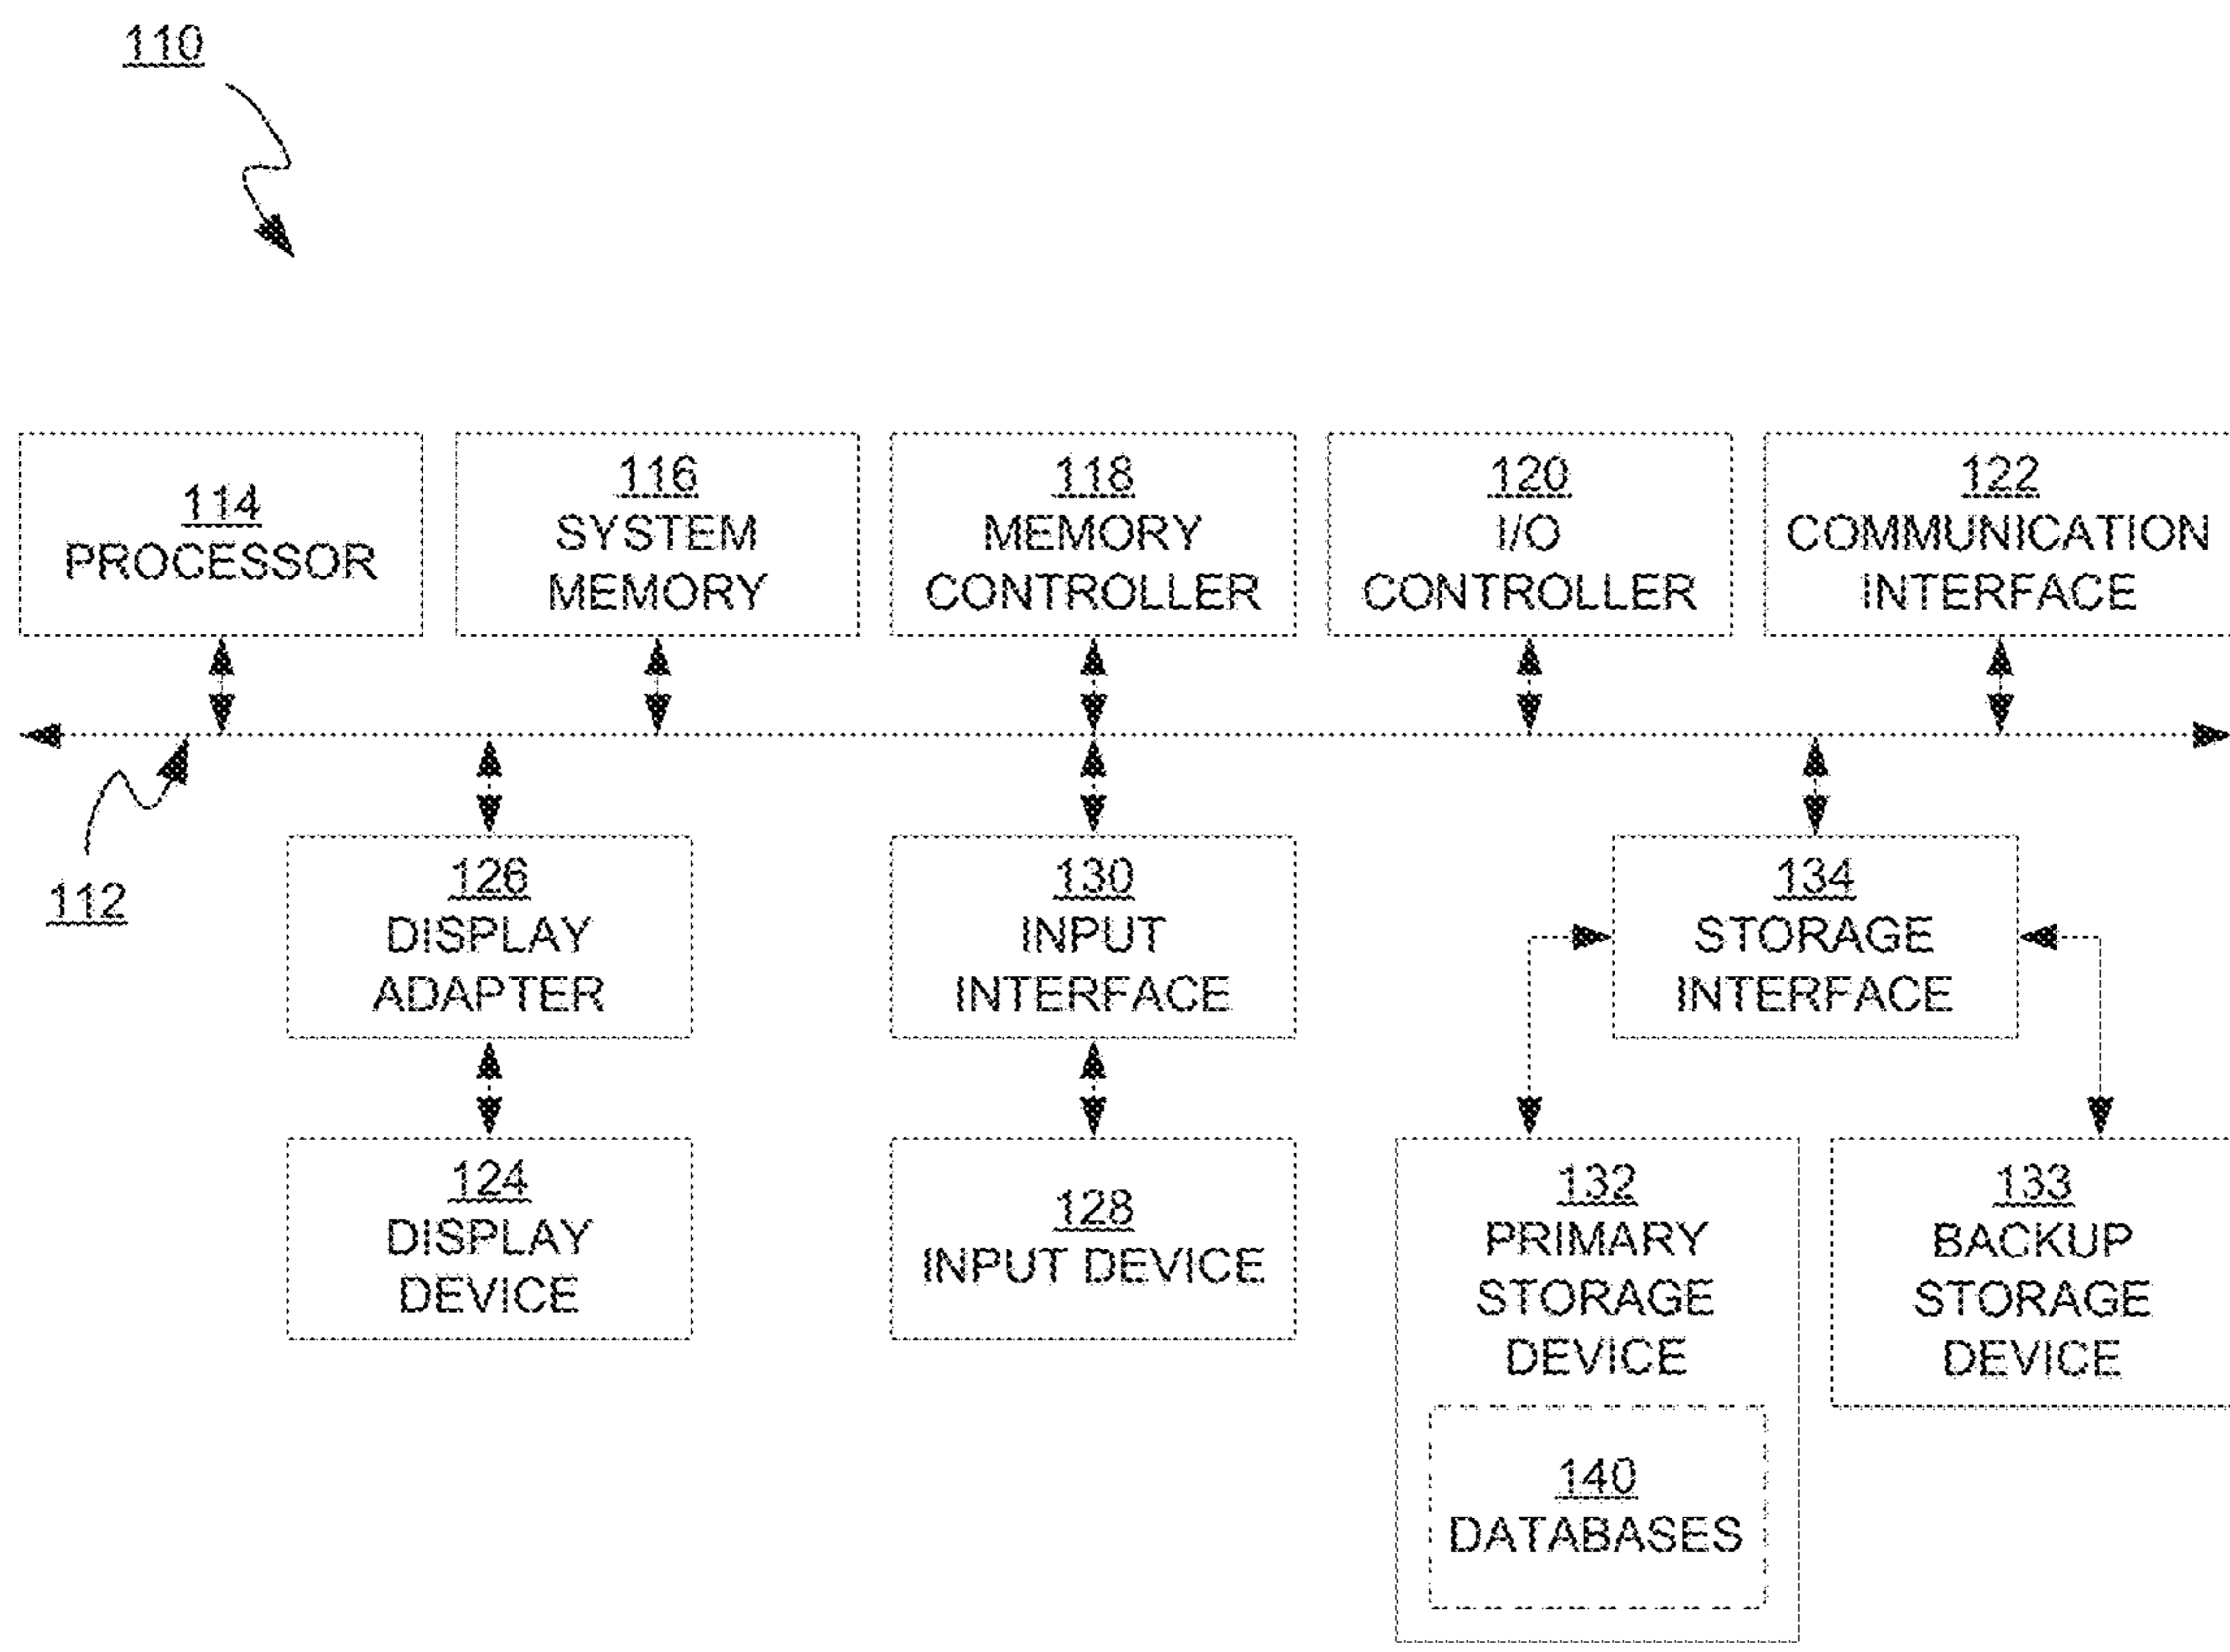 110
114
PROCESSOR
116
SYSTEM
MEMORY
118
MEMORY
CONTROLLER
120
I/O
CONTROLLER
122
COMMUNICATION
INTERFACE
112
126
DISPLAY
ADAPTER
130
INPUT
INTERFACE
134
STORAGE
INTERFACE
124
DISPLAY
DEVICE
128
INPUT DEVICE
132
PRIMARY
STORAGE
DEVICE
140
DATABASES
133
BACKUP
STORAGE
DEVICE